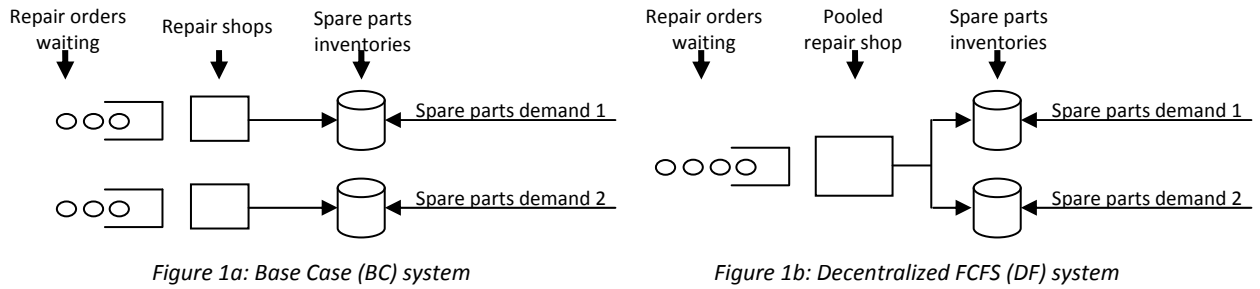 Repair orders
waiting
Repair shops
Spare parts
inventories
Spare parts demand 1
Spare parts demand 2
Figure 1a: Base Case (BC) system
Repair orders
waiting
Pooled
repair shop
Spare parts
inventories
Spare parts demand 1
Spare parts demand 2
Figure 1b: Decentralized FCFS (DF) system